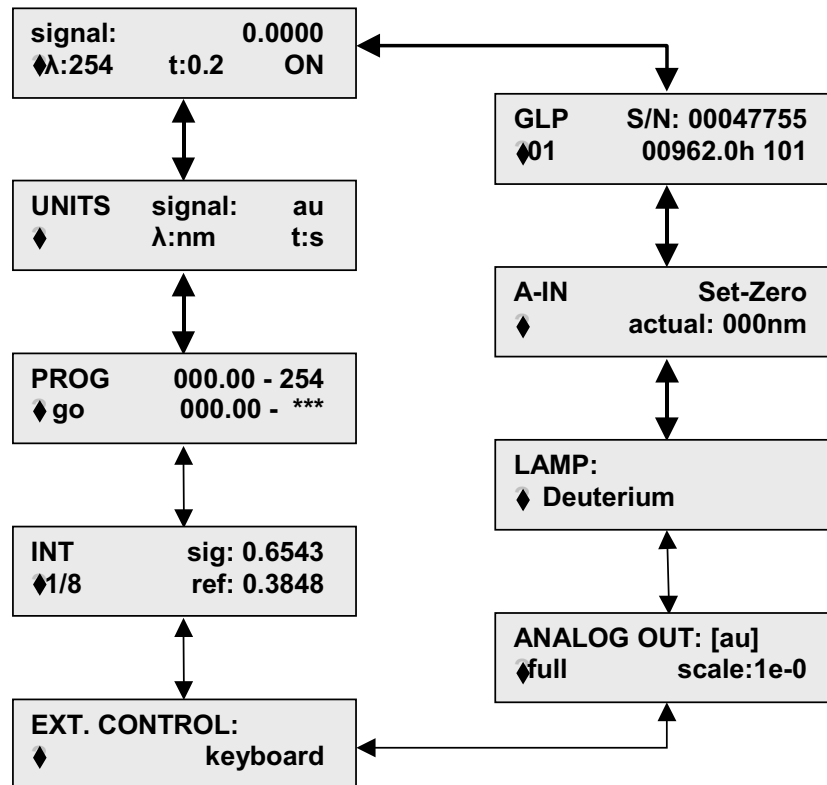 signal: 0.0000
♦λ:254 t:0.2 ON
UNITS signal: au
♦ λ:nm t:s
PROG 000.00 - 254
♦ go 000.00 - ***
INT sig: 0.6543
♦1/8 ref: 0.3848
EXT. CONTROL:
♦ keyboard
GLP S/N: 00047755
♦01 00962.0h 101
A-IN Set-Zero
♦ actual: 000nm
LAMP:
♦ Deuterium
ANALOG OUT: [au]
♦full scale:1e-0